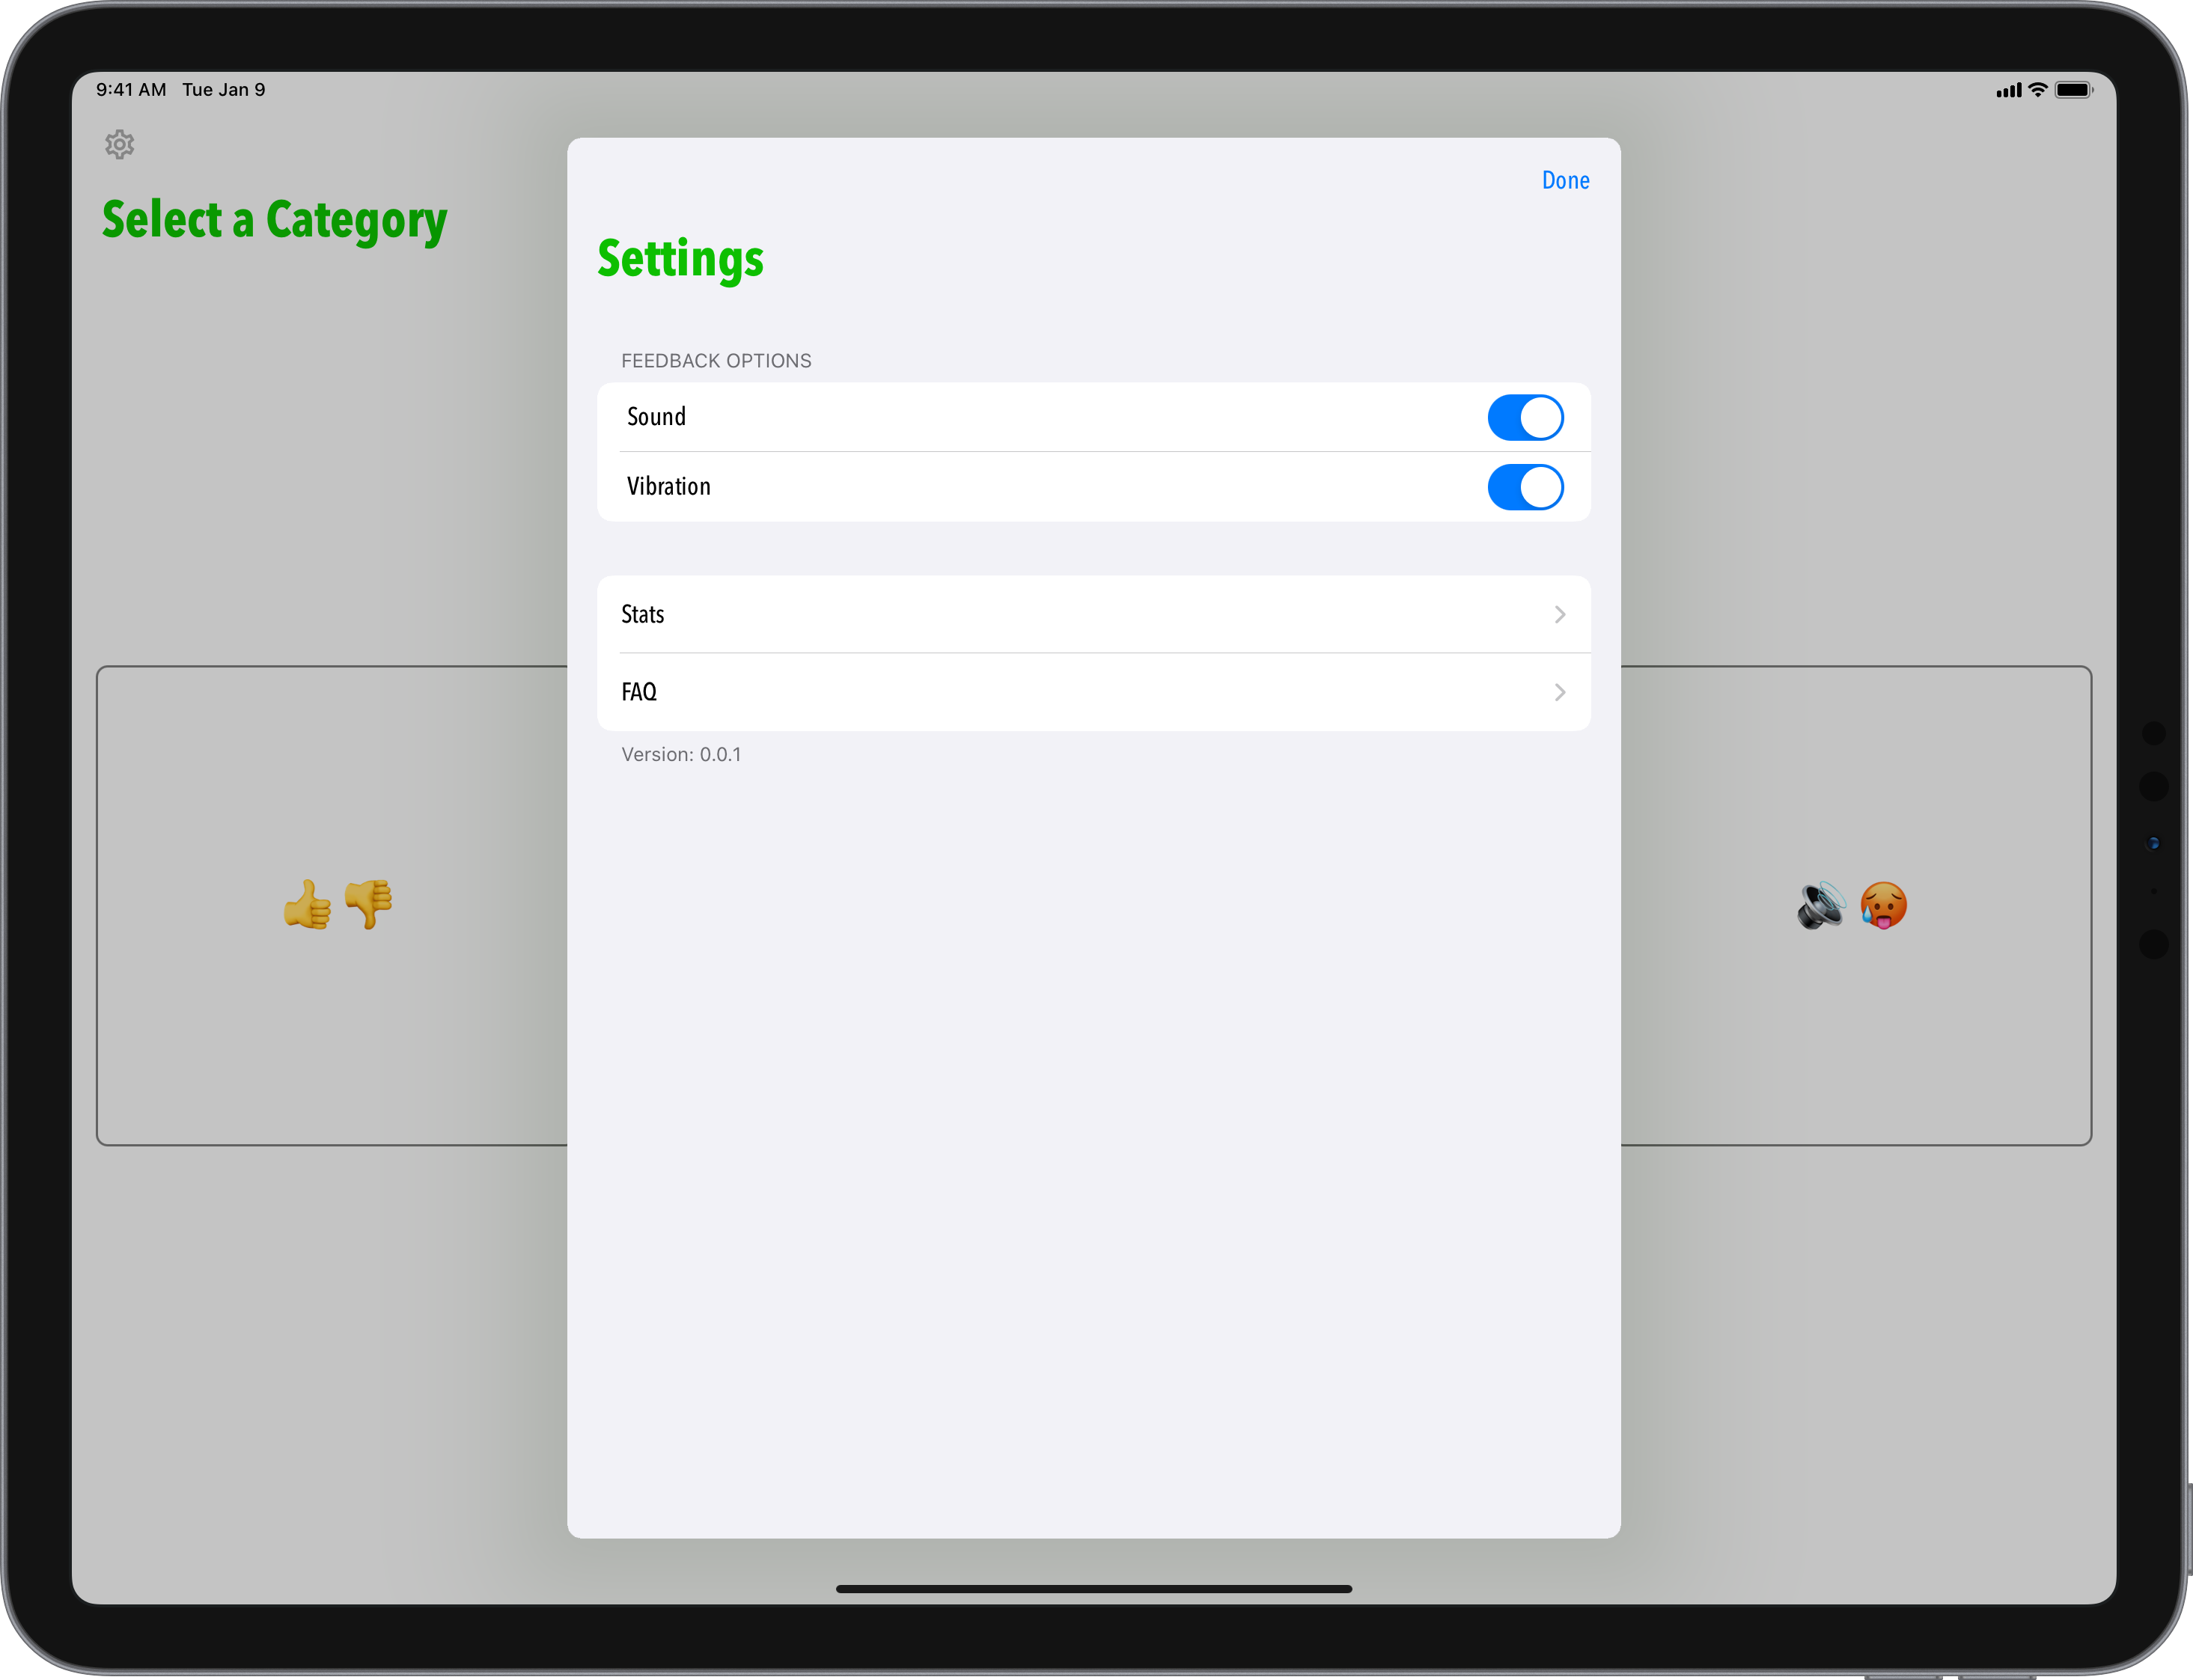 9:41 AM Tue Jan 9
Select a Category
Done
Settings
FEEDBACK OPTIONS
Sound
Vibration
Stats
FAQ
Version: 0.0.1